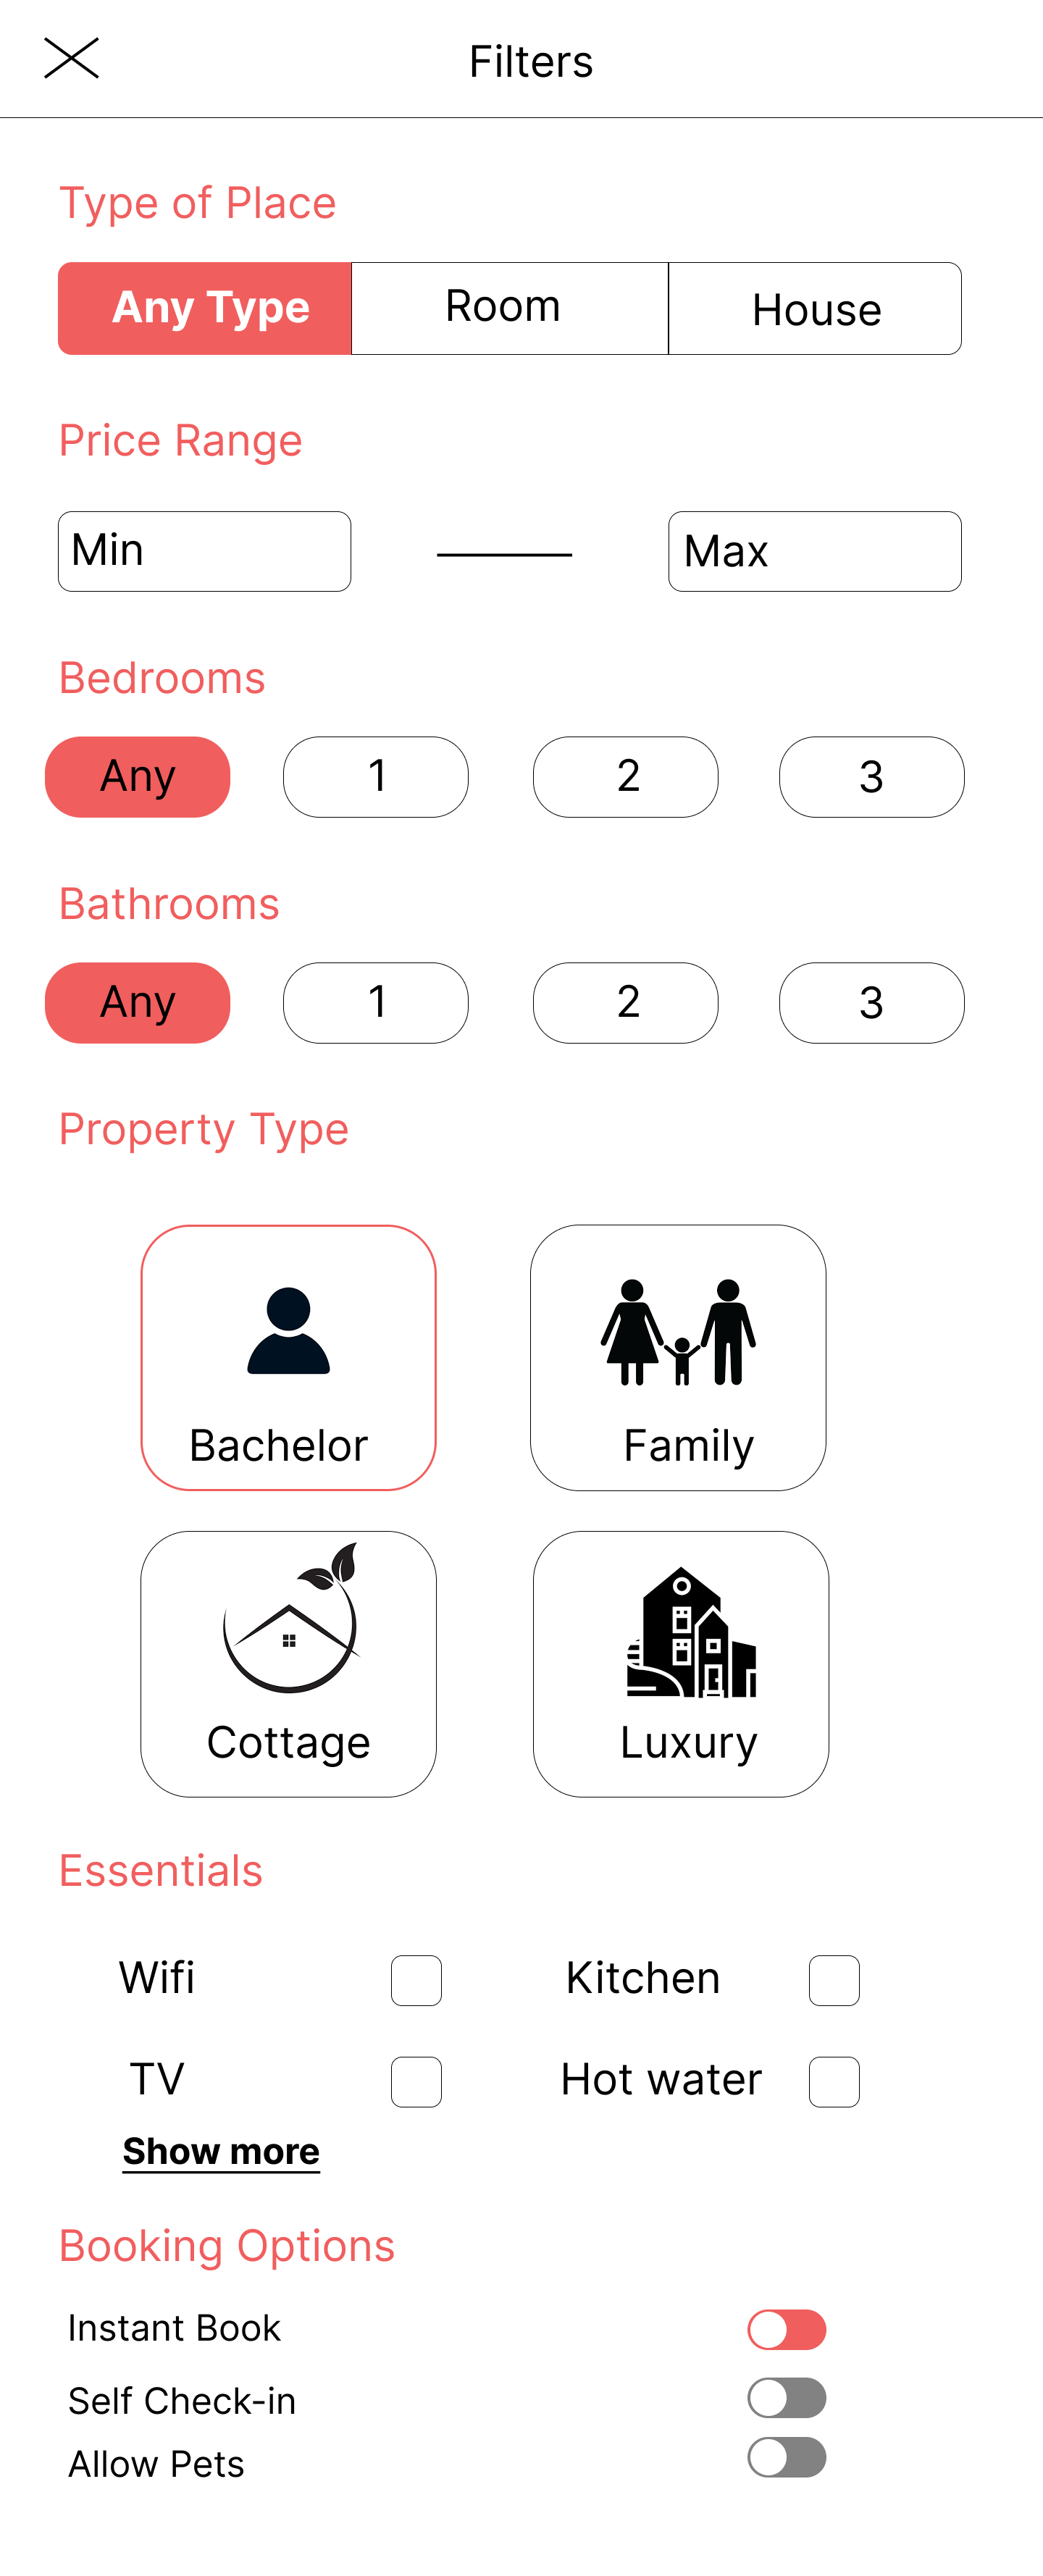 Filters
Type of Place
Any Type Room House
Price Range
Min Max
Bedrooms
Any 1 2 3
Bathrooms
Any 1 2 3
Property Type
Bachelor Family
Cottage Luxury
Essentials
Wifi Kitchen
TV Hot water
Show more
Booking Options
Instant Book
Self Check-in
Allow Pets